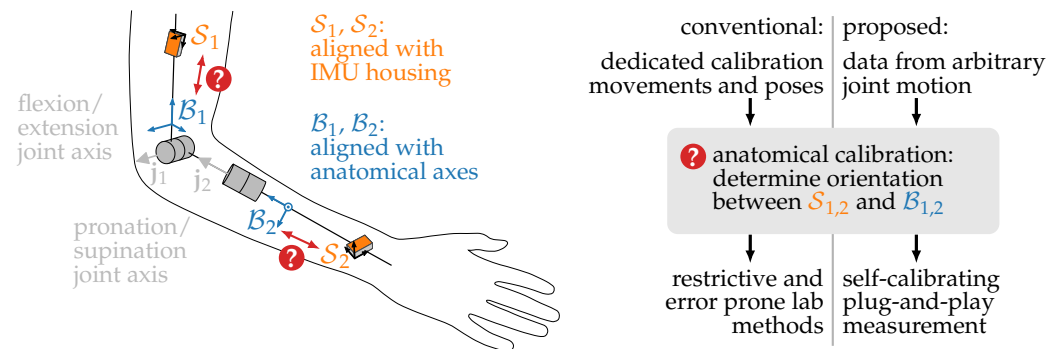 S₁
S₁, S₂:
aligned with
IMU housing
?
flexion/
extension
joint axis
B₁
B₁, B₂:
aligned with
anatomical axes
j₁
j₂
pronation/
supination
joint axis
B₂
?
S₂
conventional:
dedicated calibration
movements and poses
proposed:
data from arbitrary
joint motion
? anatomical calibration:
determine orientation
between S₁,₂ and B₁,₂
restrictive and
error prone lab
methods
self-calibrating
plug-and-play
measurement